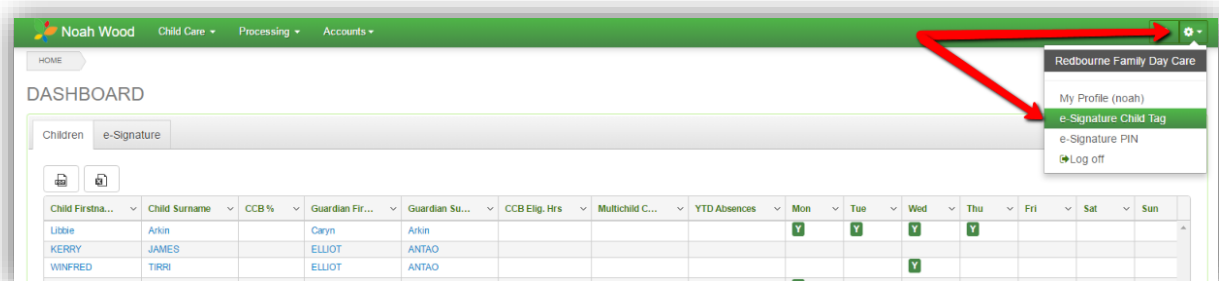 Noah Wood Child Care Processing Accounts
HOME
Redbourne Family Day Care
DASHBOARD
My Profile (noah)
e-Signature Child Tag
e-Signature PIN
Log off
Children e-Signature
Child Firstna... Child Surname CCB % Guardian Fir... Guardian Su... CCB Elig. Hrs Multichild C... YTD Absences Mon Tue Wed Thu Fri Sat Sun
Libbie Arkin Caryn Arkin Y Y Y Y
KERRY JAMES ELLIOT ANTAO
WINFRED TIRRI ELLIOT ANTAO Y